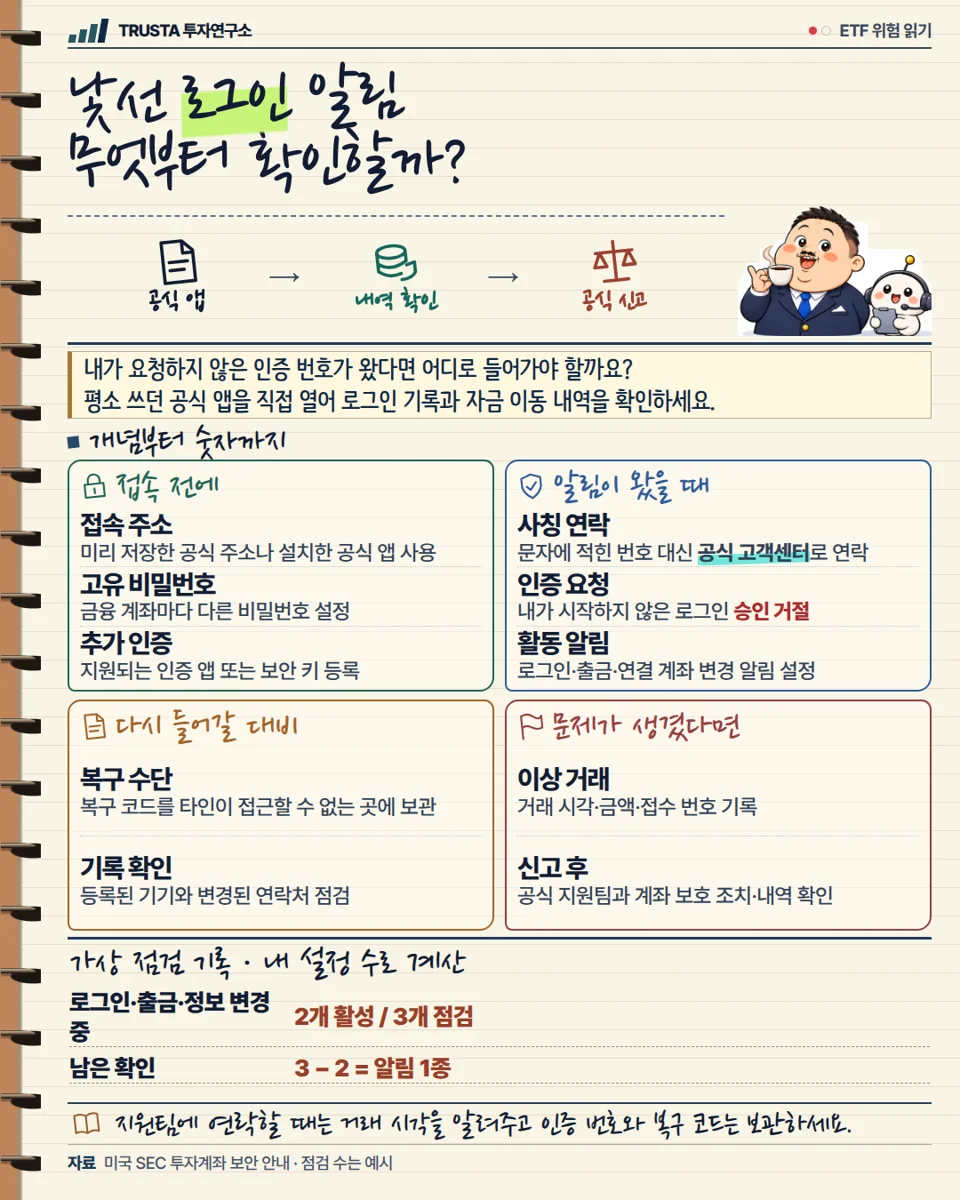 TRUSTA 투자연구소
ETF 위험 읽기
낯선 로그인 알림
무엇부터 확인할까?
공식 앱 → 내역 확인 → 공식 신고
내가 요청하지 않은 인증 번호가 왔다면 어디로 들어가야 할까요?
평소 쓰던 공식 앱을 직접 열어 로그인 기록과 자금 이동 내역을 확인하세요.
개념부터 숫자까지
접속 전에
접속 주소
미리 저장한 공식 주소나 설치한 공식 앱 사용
고유 비밀번호
금융 계좌마다 다른 비밀번호 설정
추가 인증
지원되는 인증 앱 또는 보안 키 등록
알림이 왔을 때
사칭 연락
문자에 적힌 번호 대신 공식 고객센터로 연락
인증 요청
내가 시작하지 않은 로그인 승인 거절
활동 알림
로그인·출금·연결 계좌 변경 알림 설정
다시 들어갈 대비
복구 수단
복구 코드를 타인이 접근할 수 없는 곳에 보관
기록 확인
등록된 기기와 변경된 연락처 점검
문제가 생겼다면
이상 거래
거래 시각·금액·접수 번호 기록
신고 후
공식 지원팀과 계좌 보호 조치·내역 확인
가상 점검 기록 · 내 설정 수로 계산
로그인·출금·정보 변경
중
2개 활성 / 3개 점검
남은 확인
3 − 2 = 알림 1종
지원팀에 연락할 때는 거래 시각을 알려주고 인증 번호와 복구 코드는 보관하세요.
자료 미국 SEC 투자계좌 보안 안내 · 점검 수는 예시